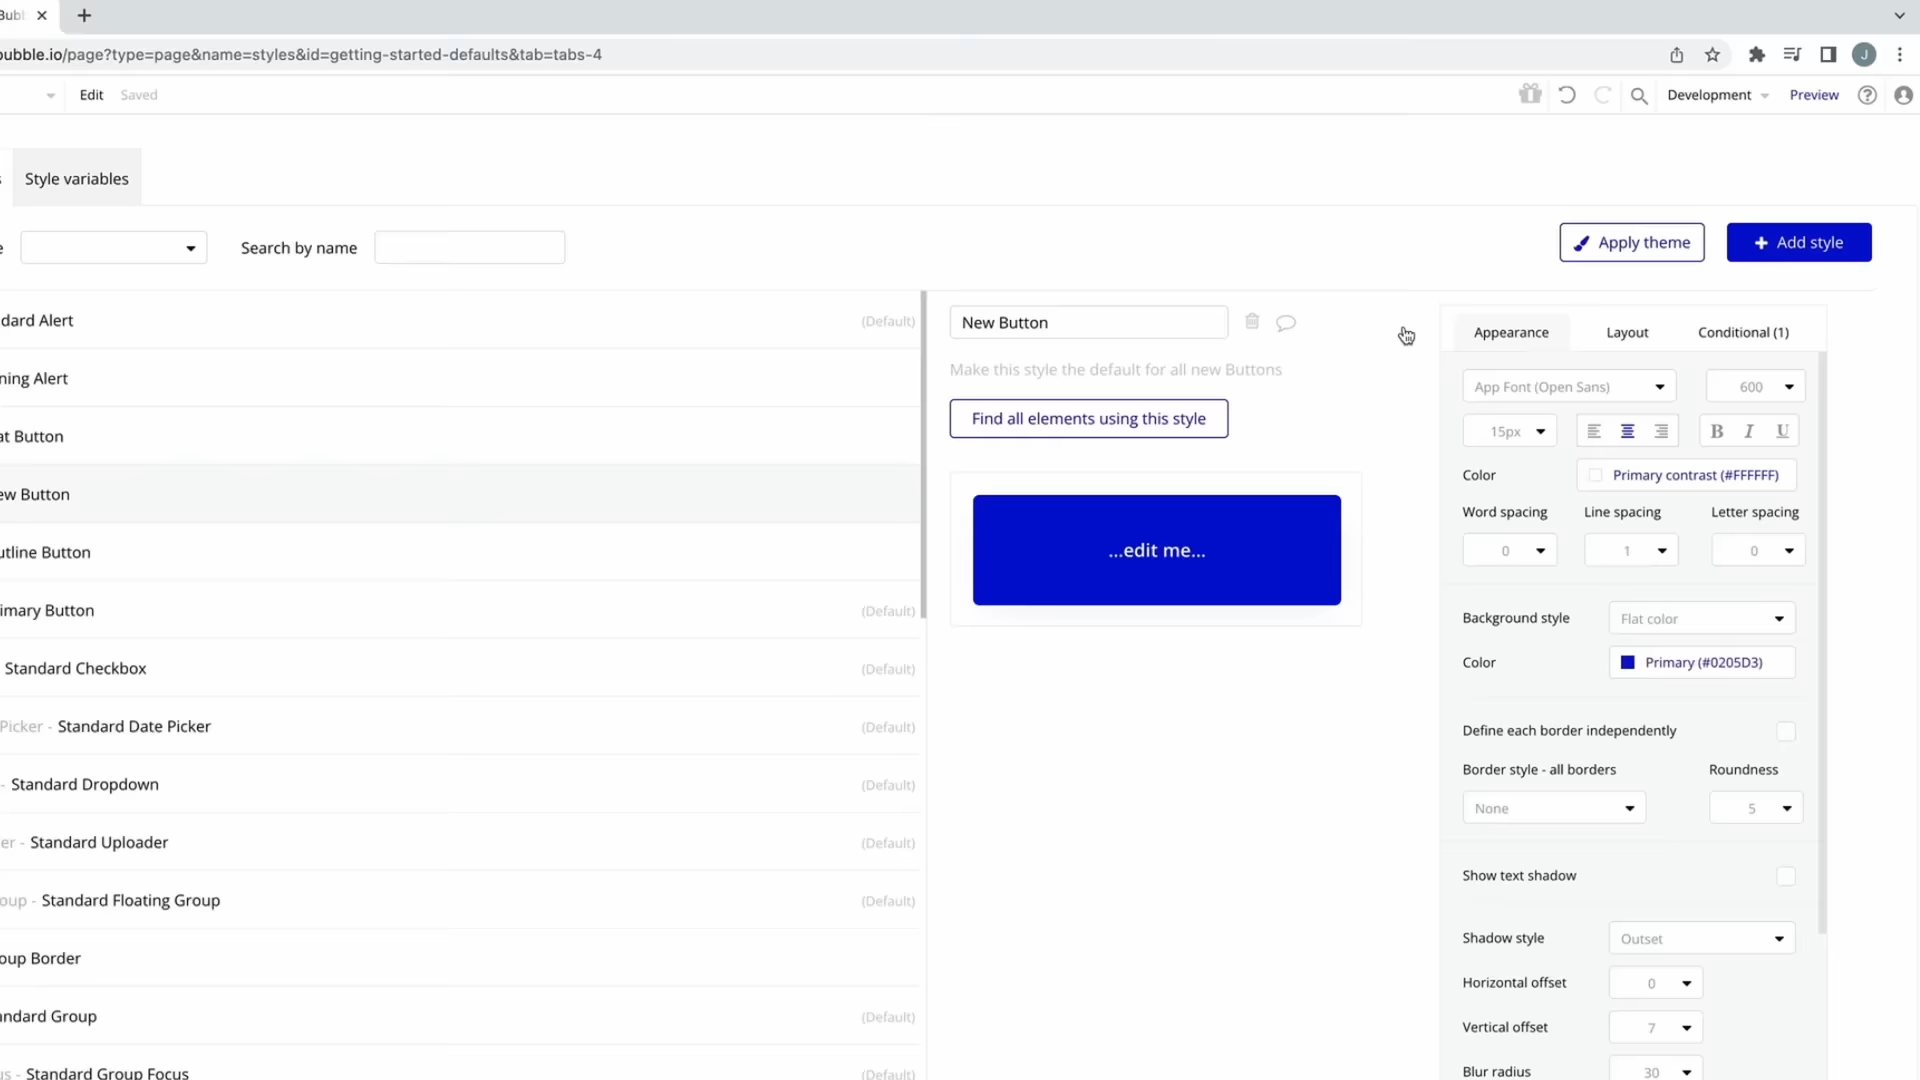 Bubb
bubble.io/page?type=page&name=styles&id=getting-started-defaults&tab=tabs-4
J
Edit Saved Development Preview
s Style variables
e Search by name Apply theme + Add style
dard Alert (Default)
ning Alert
at Button
ew Button
utline Button
imary Button (Default)
Standard Checkbox (Default)
Picker - Standard Date Picker (Default)
- Standard Dropdown (Default)
er - Standard Uploader (Default)
oup - Standard Floating Group (Default)
oup Border
andard Group (Default)
us - Standard Group Focus (Default)
New Button
Make this style the default for all new Buttons
Find all elements using this style
...edit me...
Appearance Layout Conditional (1)
App Font (Open Sans) 600
15px B I U
Color Primary contrast (#FFFFFF)
Word spacing Line spacing Letter spacing
0 1 0
Background style Flat color
Color Primary (#0205D3)
Define each border independently
Border style - all borders Roundness
None 5
Show text shadow
Shadow style Outset
Horizontal offset 0
Vertical offset 7
Blur radius 30